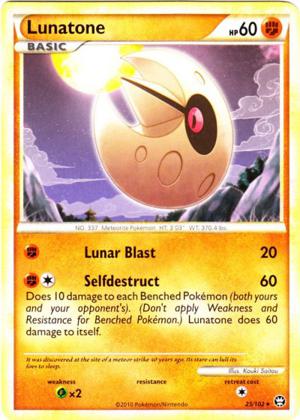 Lunatone
HP60
BASIC
NO. 337 Meteorite Pokémon HT: 3'03" WT: 370.4 lbs.
Lunar Blast 20
Selfdestruct 60
Does 10 damage to each Benched Pokémon (both yours
and your opponent's). (Don't apply Weakness and
Resistance for Benched Pokémon.) Lunatone does 60
damage to itself.
It was discovered at the site of a meteor strike 40 years ago. Its stare can lull its foes to sleep.
Illus. Kouki Saitou
weakness resistance retreat cost
×2
25/102 ★
©2010 Pokémon/Nintendo